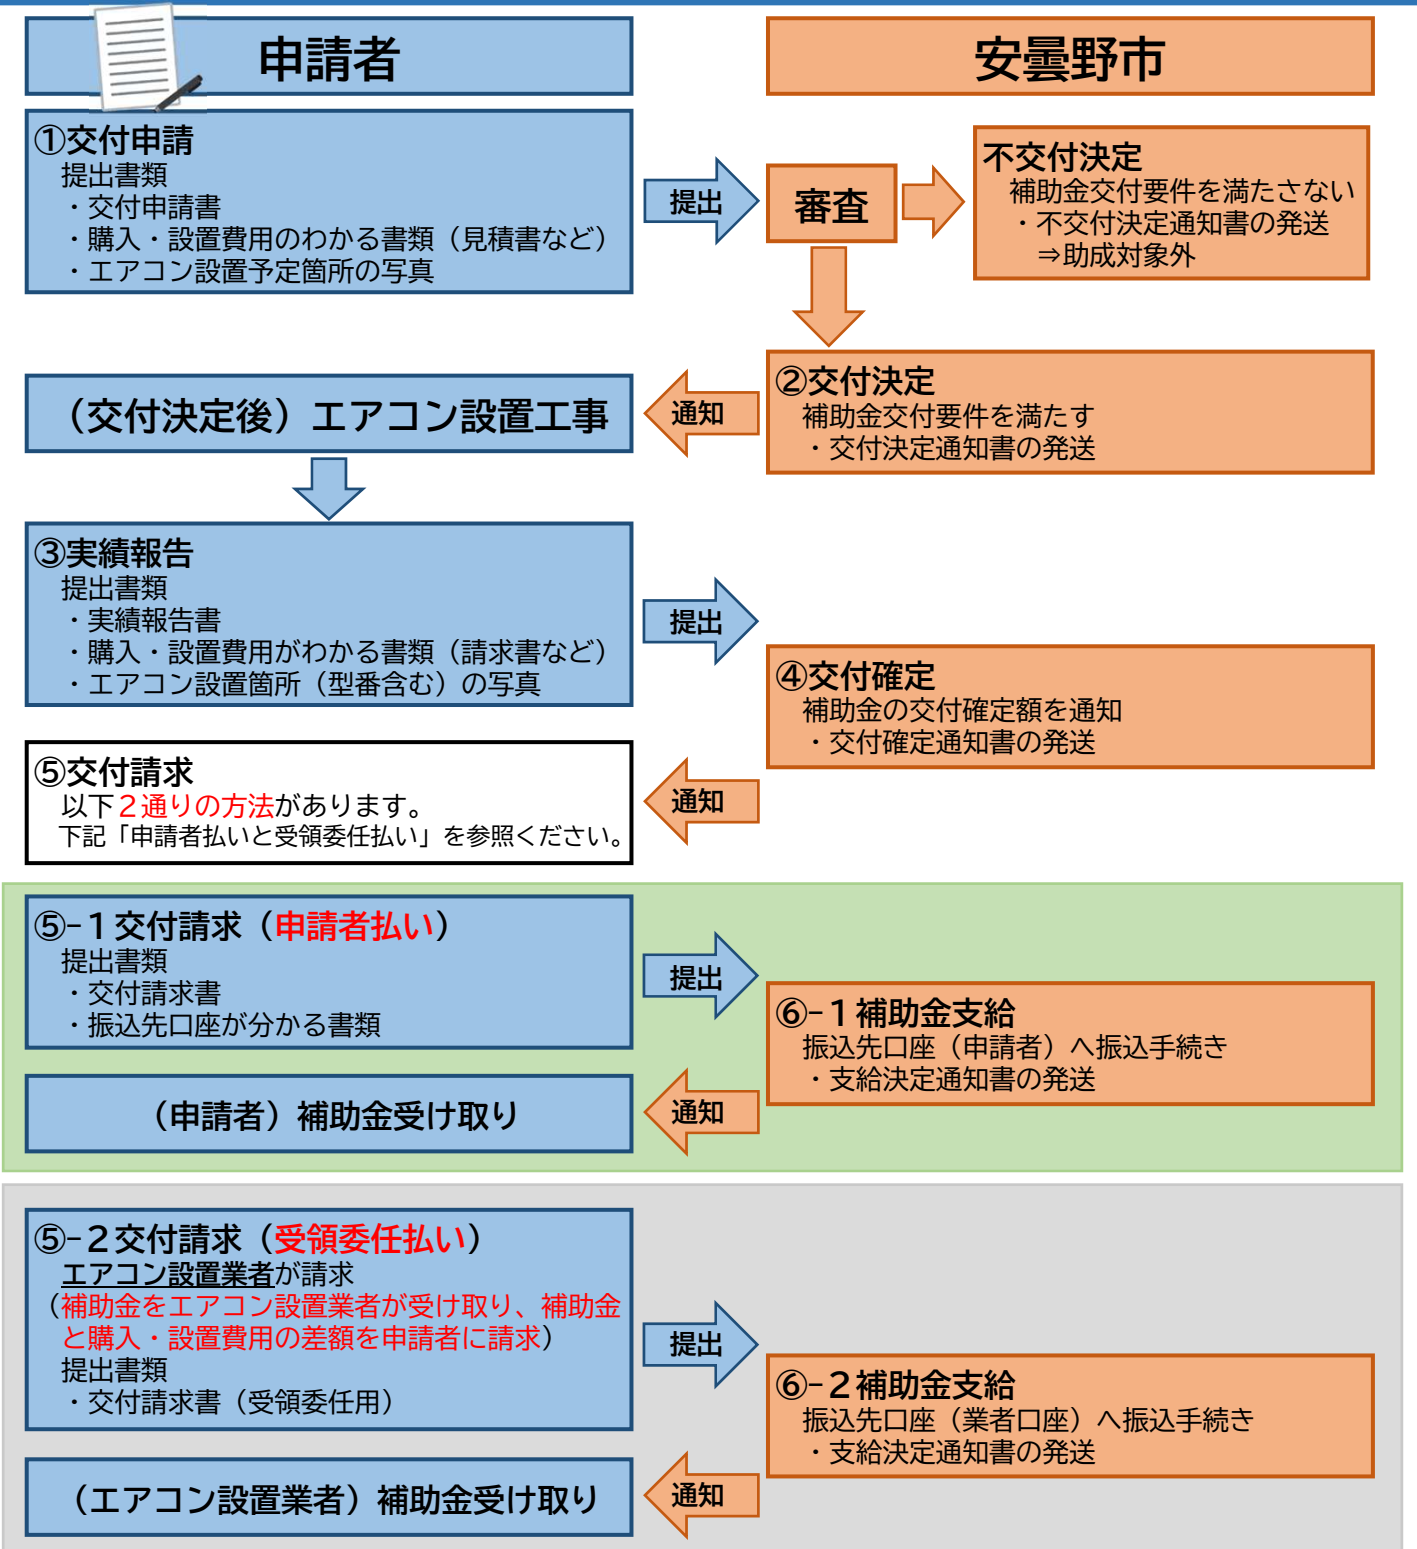 申請者
安曇野市
①交付申請
提出書類
・交付申請書
・購入・設置費用のわかる書類（見積書など）
・エアコン設置予定箇所の写真
提出
審査
不交付決定
補助金交付要件を満たさない
・不交付決定通知書の発送
⇒助成対象外
②交付決定
補助金交付要件を満たす
・交付決定通知書の発送
通知
（交付決定後）エアコン設置工事
③実績報告
提出書類
・実績報告書
・購入・設置費用がわかる書類（請求書など）
・エアコン設置箇所（型番含む）の写真
提出
④交付確定
補助金の交付確定額を通知
・交付確定通知書の発送
通知
⑤交付請求
以下２通りの方法があります。
下記「申請者払いと受領委任払い」を参照ください。
⑤-１交付請求（申請者払い）
提出書類
・交付請求書
・振込先口座が分かる書類
提出
⑥-１補助金支給
振込先口座（申請者）へ振込手続き
・支給決定通知書の発送
通知
（申請者）補助金受け取り
⑤-２交付請求（受領委任払い）
エアコン設置業者が請求
（補助金をエアコン設置業者が受け取り、補助金
と購入・設置費用の差額を申請者に請求）
提出書類
・交付請求書（受領委任用）
提出
⑥-２補助金支給
振込先口座（業者口座）へ振込手続き
・支給決定通知書の発送
通知
（エアコン設置業者）補助金受け取り